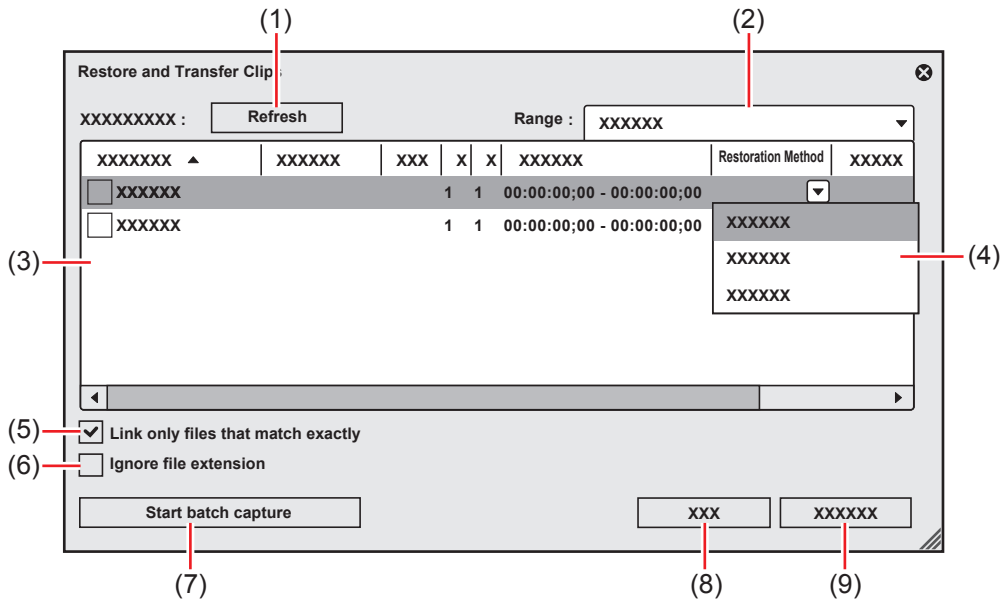 (1)
(2)
Restore and Transfer Clips
XXXXXXXXX :
Refresh
Range :
XXXXXX
XXXXXXX
XXXXXX
XXX
X
X
XXXXXX
Restoration Method
XXXXX
XXXXXX
1
1
00:00:00;00 - 00:00:00;00
XXXXXX
1
1
00:00:00;00 - 00:00:00;00
XXXXXX
XXXXXX
XXXXXX
(3)
(4)
(5)
Link only files that match exactly
(6)
Ignore file extension
Start batch capture
XXX
XXXXXX
(7)
(8)
(9)